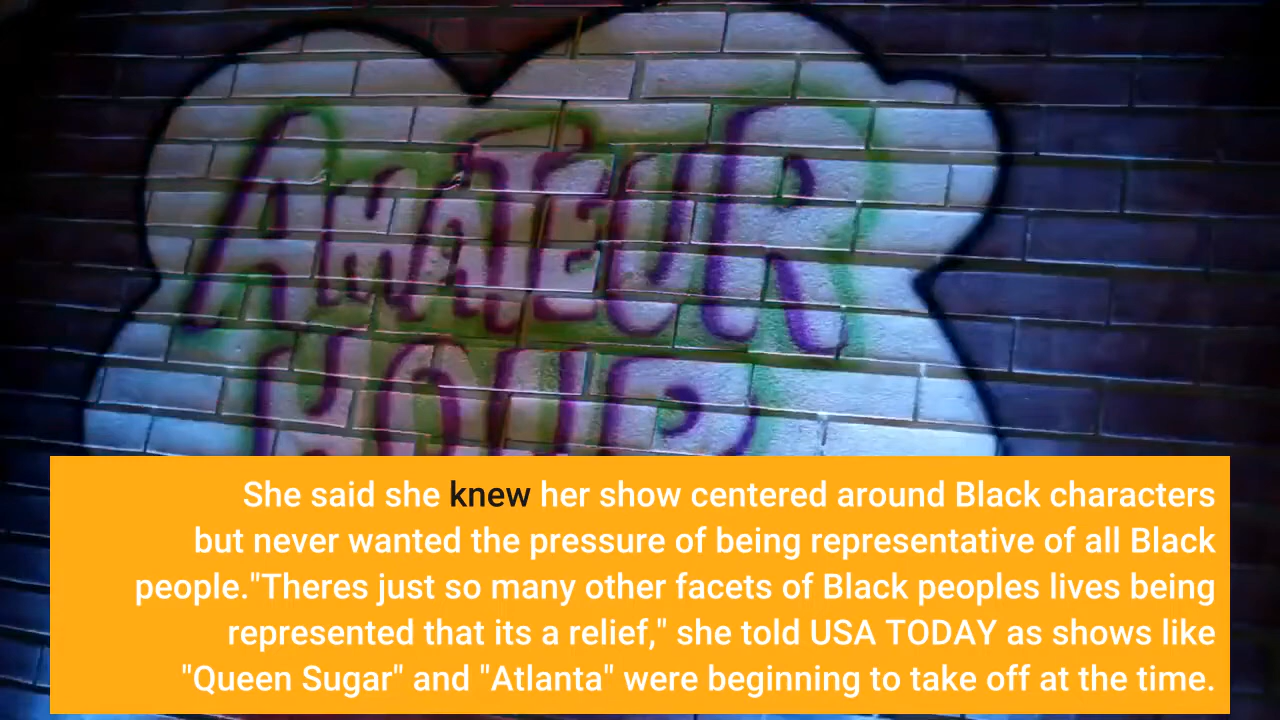 AMATEUR
HOUR
She said she knew her show centered around Black characters
but never wanted the pressure of being representative of all Black
people."Theres just so many other facets of Black peoples lives being
represented that its a relief," she told USA TODAY as shows like
"Queen Sugar" and "Atlanta" were beginning to take off at the time.